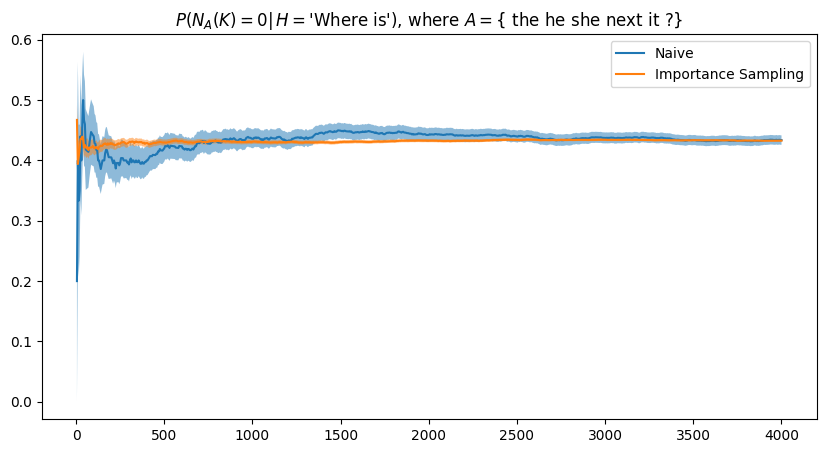 P(N_A(K) = 0| H = 'Where is'), where A = { the he she next it ?}
0.6
0.5
0.4
0.3
0.2
0.1
0.0
Naive
Importance Sampling
0 500 1000 1500 2000 2500 3000 3500 4000